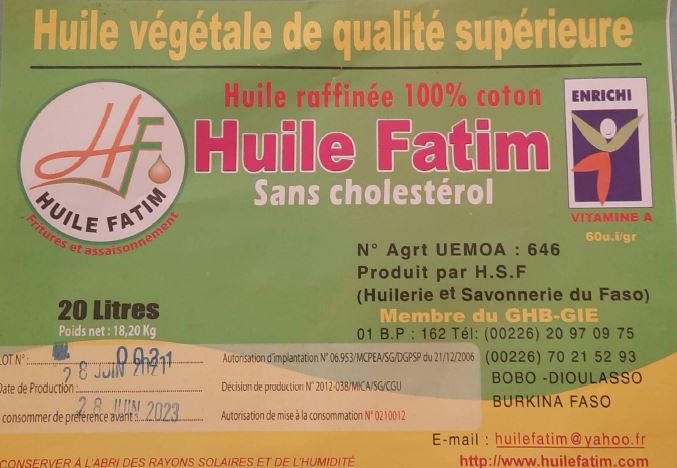 Huile végétale de qualité supérieure
Huile raffinée 100% coton
Huile Fatim
Sans cholestérol
HF
HUILE FATIM
Fritures et assaisonnement
ENRICHI
VITAMINE A
60u.i/gr
N° Agrt UEMOA : 646
Produit par H.S.F
(Huilerie et Savonnerie du Faso)
Membre du GHB-GIE
20 Litres
Poids net : 18,20 Kg
01 B.P : 162 Tél: (00226) 20 97 09 75
(00226) 70 21 52 93
BOBO -DIOULASSO
BURKINA FASO
LOT N° :
Date de Production : 28 JUIN 2021
consommer de préférence avant : 28 JUIN 2023
Autorisation d'implantation N° 06.953/MCPEA/SG/DGPSP du 21/12/2006
Décision de production N° 2012-038/MICA/SG/CGU
Autorisation de mise à la consommation N° 0210012
E-mail : huilefatim@yahoo.fr
CONSERVER À L'ABRI DES RAYONS SOLAIRES ET DE L'HUMIDITÉ
http://www.huilefatim.com